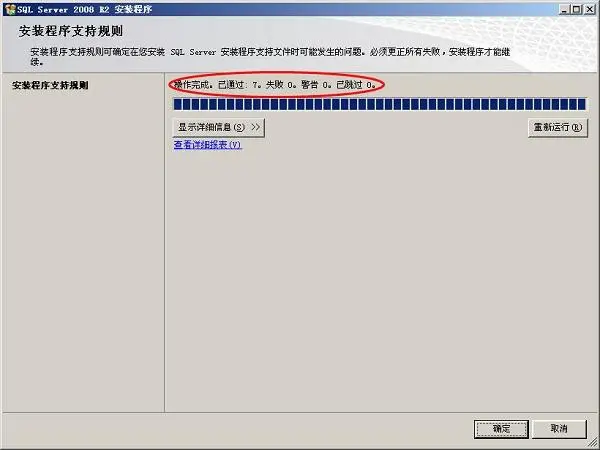 SQL Server 2008 R2 安装程序
安装程序支持规则
安装程序支持规则可确定在您安装 SQL Server 安装程序支持文件时可能发生的问题。必须更正所有失败，安装程序才能继
续。
安装程序支持规则
操作完成。已通过: 7。失败 0。警告 0。已跳过 0。
显示详细信息(S) >>
重新运行(R)
查看详细报表(V)
确定
取消